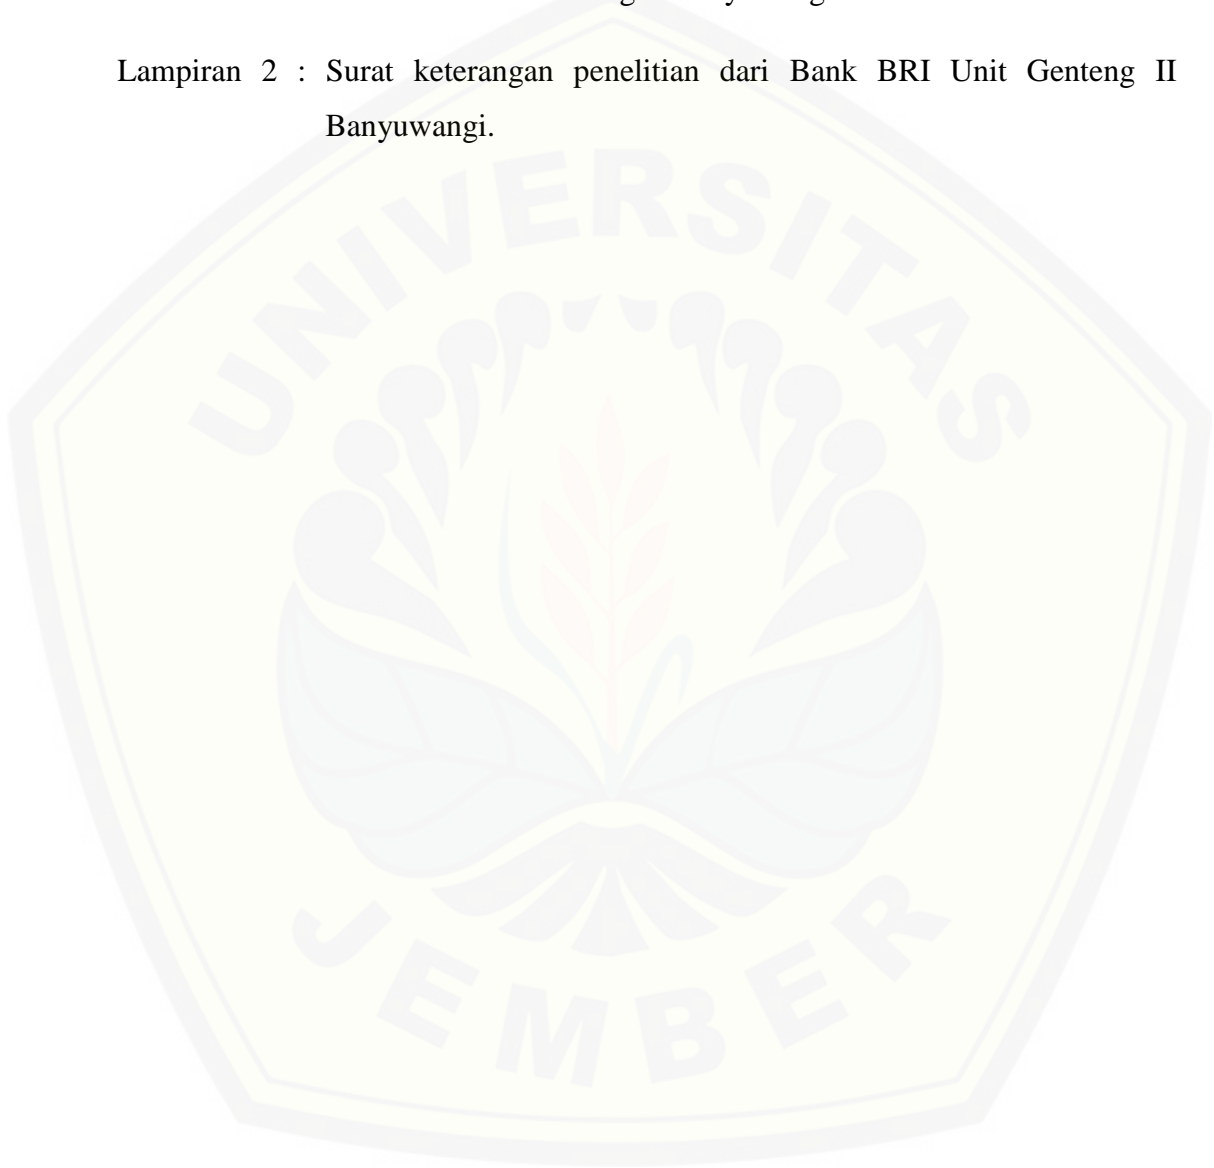 Lampiran 2 : Surat keterangan penelitian dari Bank BRI Unit Genteng II
Banyuwangi.
UNIVERSITAS
JEMBER